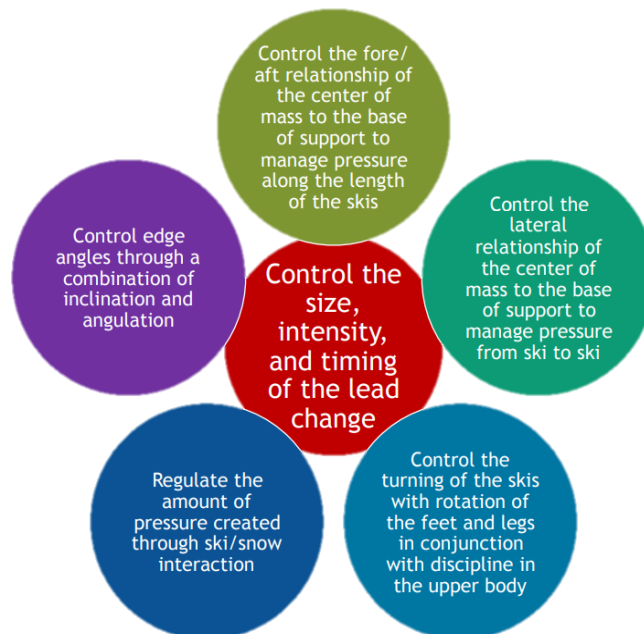 Control the fore/
aft relationship of
the center of
mass to the base
of support to
manage pressure
along the length
of the skis
Control edge
angles through a
combination of
inclination and
angulation
Control the
lateral
relationship of
the center of
mass to the base
of support to
manage pressure
from ski to ski
Control the
size,
intensity,
and timing
of the lead
change
Regulate the
amount of
pressure created
through ski/snow
interaction
Control the
turning of the skis
with rotation of
the feet and legs
in conjunction
with discipline in
the upper body